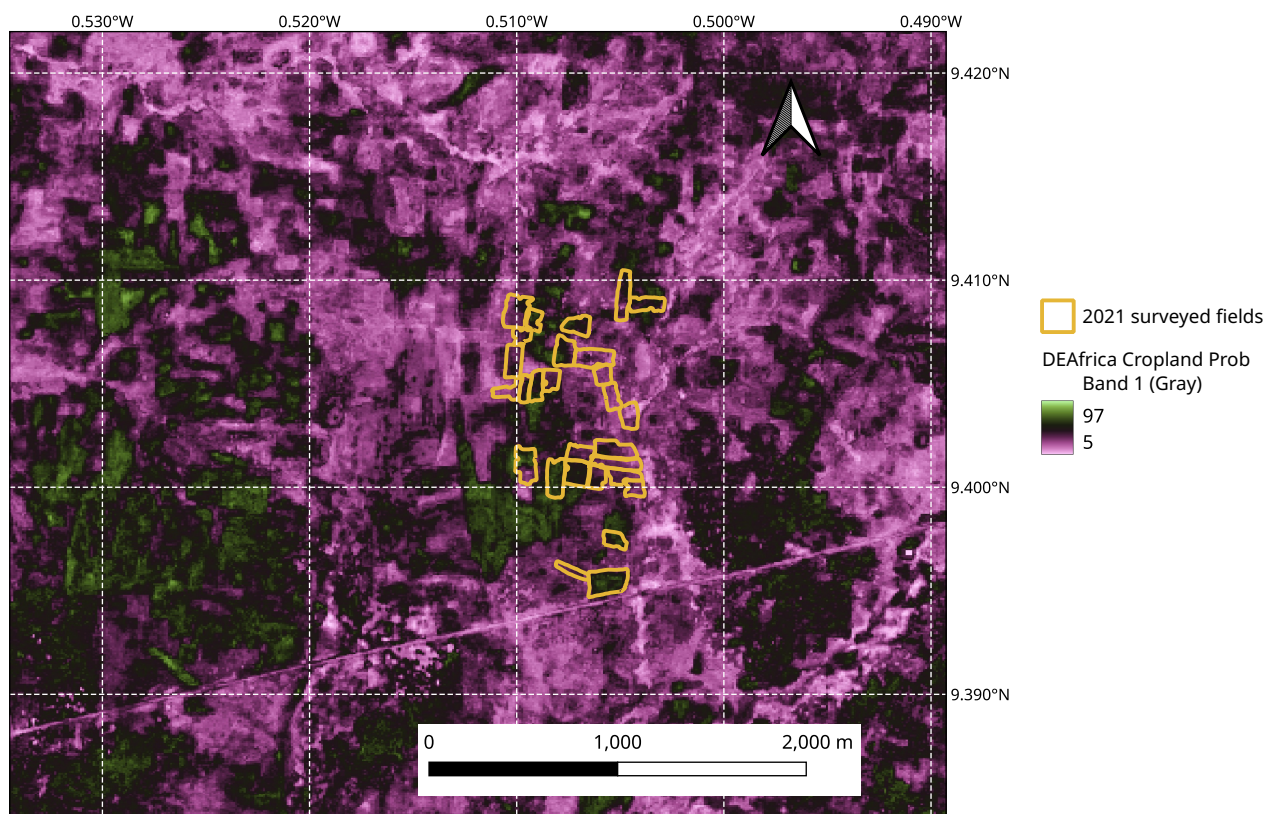 0.530°W 0.520°W 0.510°W 0.500°W 0.490°W
9.420°N
9.410°N
9.400°N
9.390°N
0 1,000 2,000 m
2021 surveyed fields
DEAfrica Cropland Prob
Band 1 (Gray)
97
5